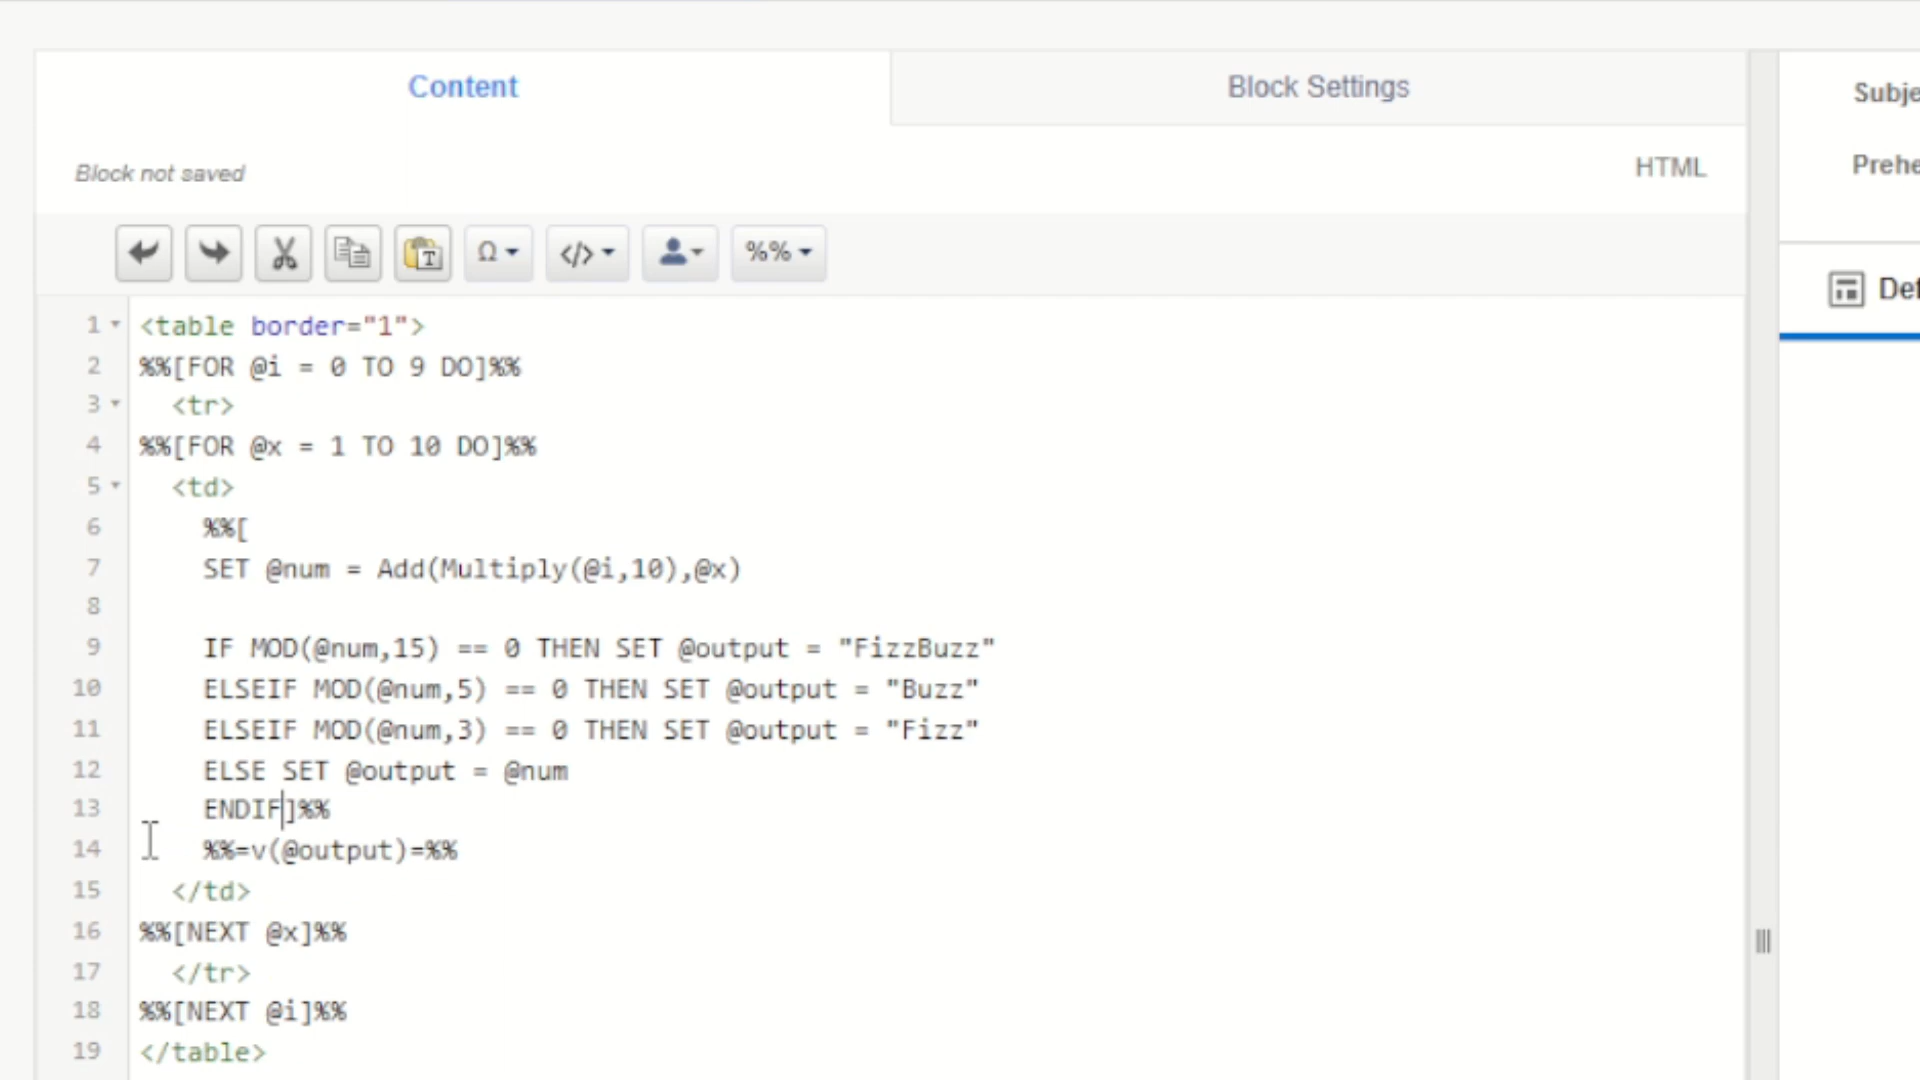 Content
Block Settings
Subje
Block not saved
HTML
Prehe
Ω
</>
%%
Def
1 <table border="1">
2 %%[FOR @i = 0 TO 9 DO]%%
3 <tr>
4 %%[FOR @x = 1 TO 10 DO]%%
5 <td>
6 %%[
7 SET @num = Add(Multiply(@i,10),@x)
8
9 IF MOD(@num,15) == 0 THEN SET @output = "FizzBuzz"
10 ELSEIF MOD(@num,5) == 0 THEN SET @output = "Buzz"
11 ELSEIF MOD(@num,3) == 0 THEN SET @output = "Fizz"
12 ELSE SET @output = @num
13 ENDIF]%%
14 %%=v(@output)=%%
15 </td>
16 %%[NEXT @x]%%
17 </tr>
18 %%[NEXT @i]%%
19 </table>